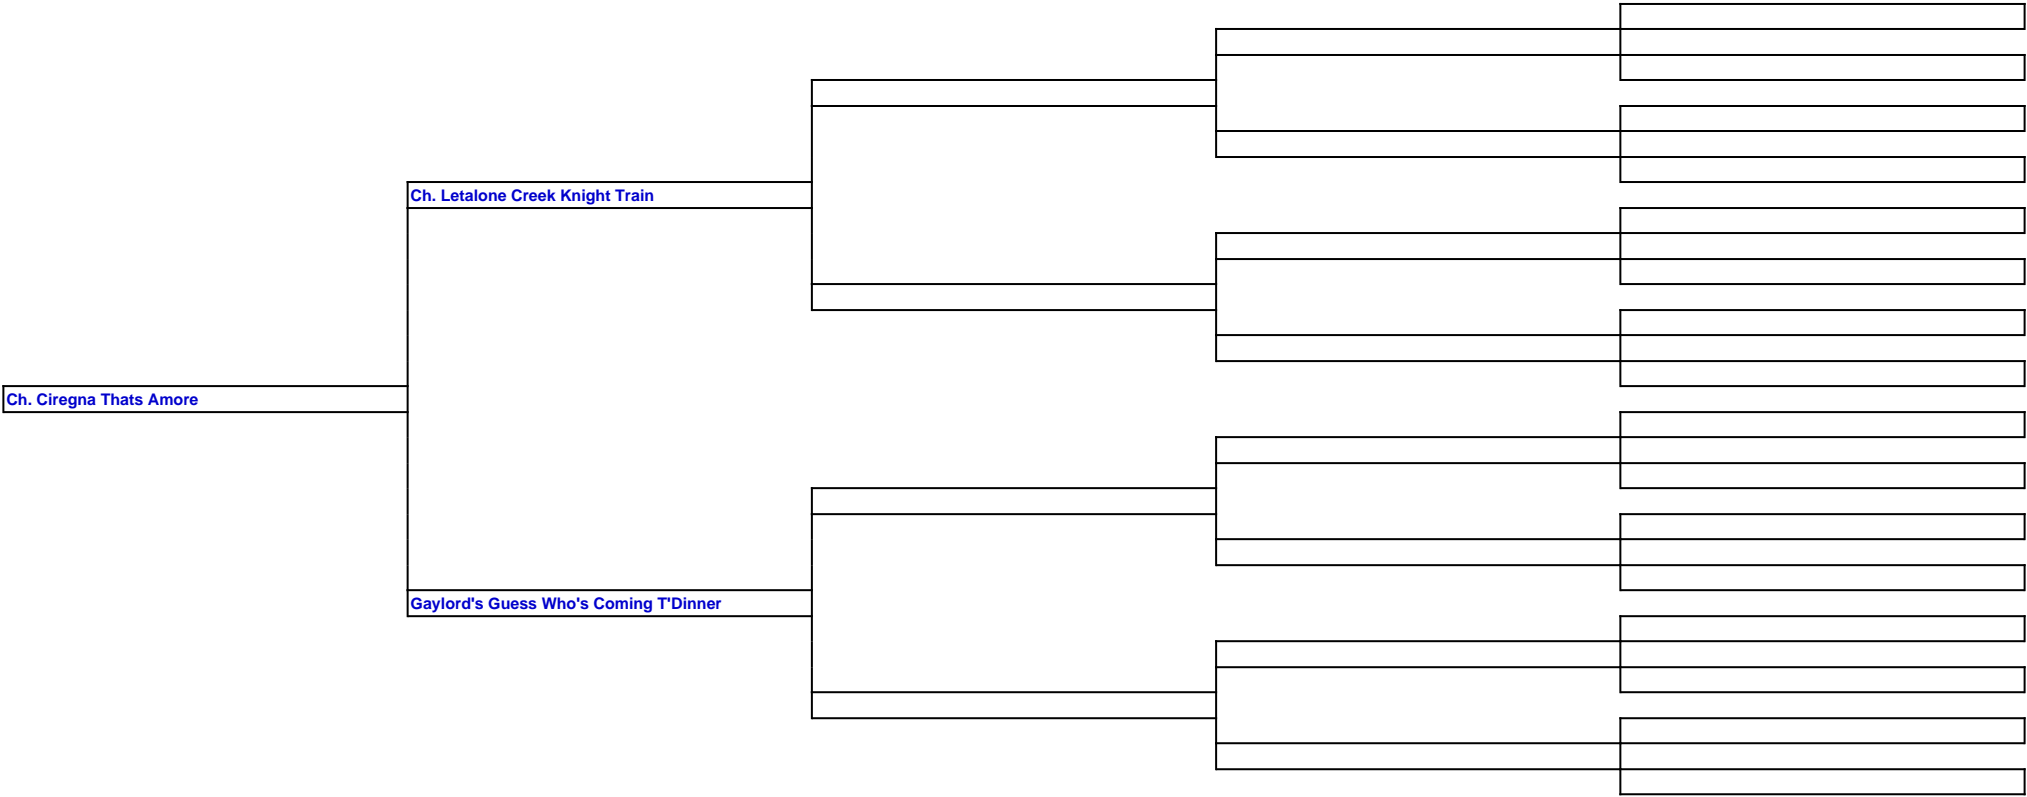 Ch. Letalone Creek Knight Train
Ch. Ciregna Thats Amore
Gaylord's Guess Who's Coming T'Dinner